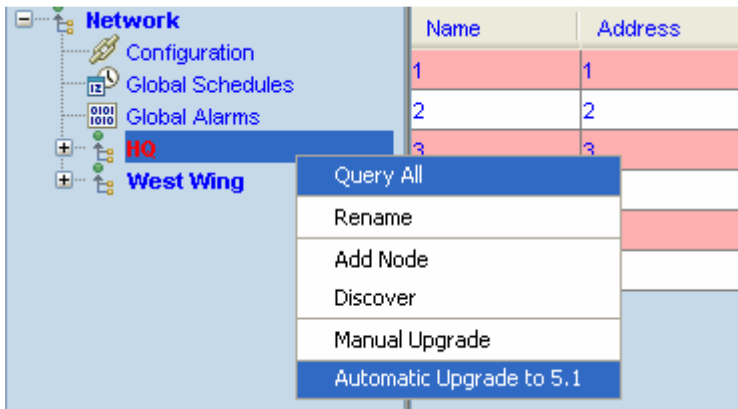 Network
Name Address
Configuration
1 1
Global Schedules
Global Alarms
2 2
HQ
3 3
West Wing
Query All
Rename
Add Node
Discover
Manual Upgrade
Automatic Upgrade to 5.1